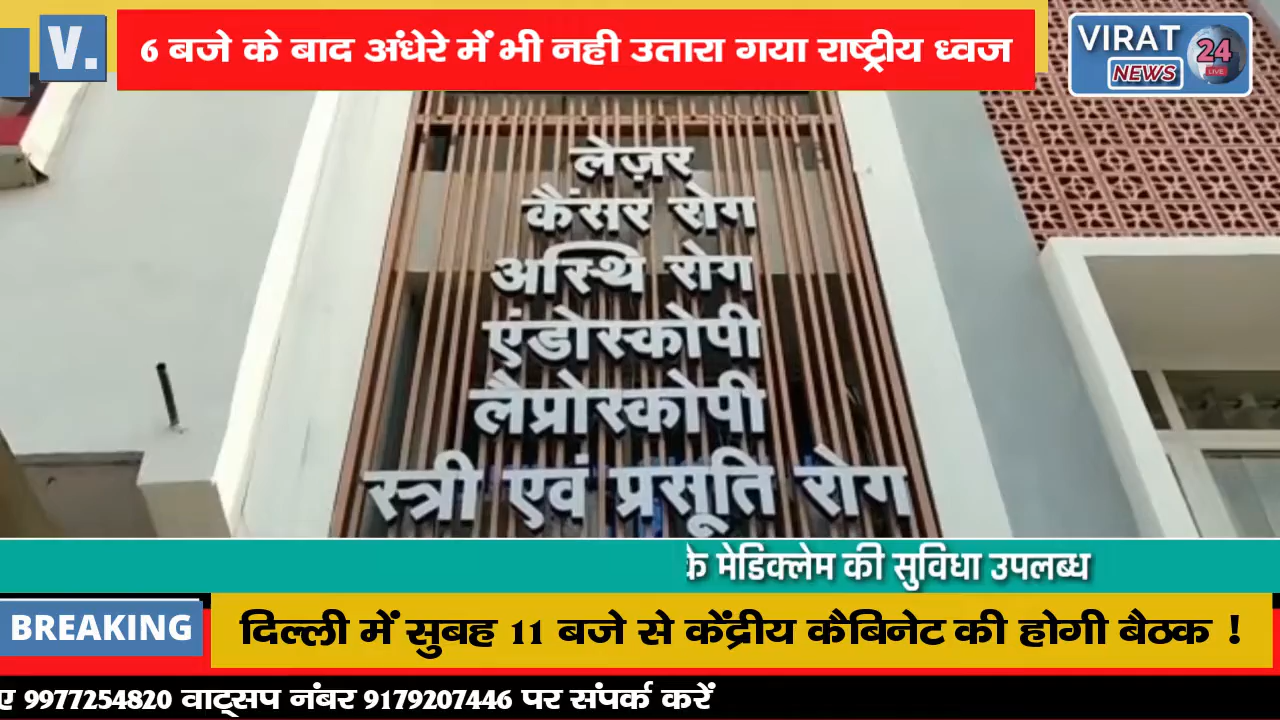 V.
6 बजे के बाद अंधेरे में भी नही उतारा गया राष्ट्रीय ध्वज
VIRAT
24
LIVE
NEWS
लेज़र
कैंसर रोग
अस्थि रोग
एंडोस्कोपी
लैप्रोस्कोपी
स्त्री एवं प्रसूति रोग
के मेडिक्लेम की सुविधा उपलब्ध
BREAKING
दिल्ली में सुबह 11 बजे से केंद्रीय कैबिनेट की होगी बैठक !
ए 9977254820 वाट्सप नंबर 9179207446 पर संपर्क करें